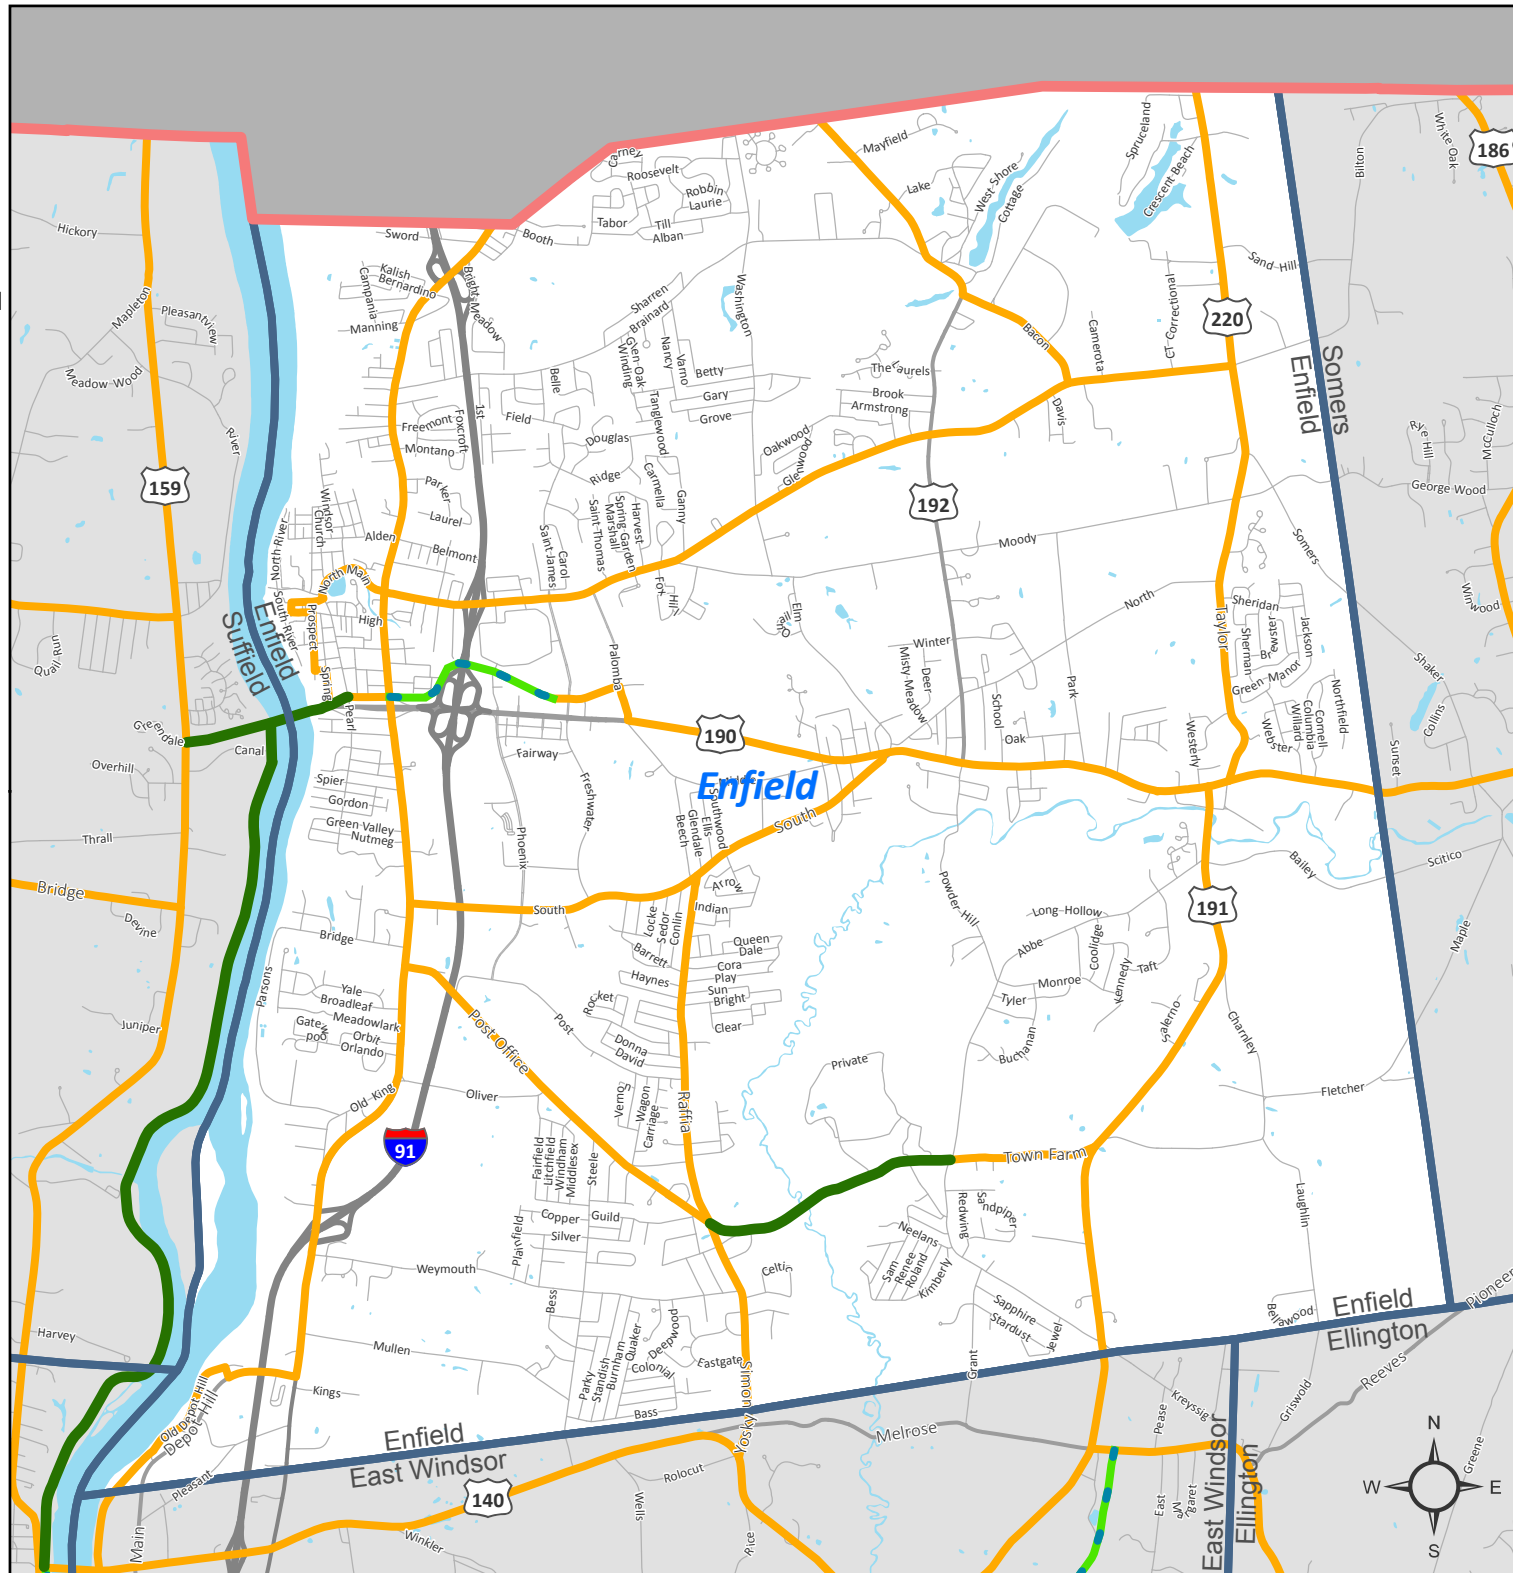 White Oak
186
Bilton
Spruceland
Crescent Beach
Mayfield
Carney
Roosevelt
Robbin
Laurie
Lake
West Shore
Cottage
Tabor
Till
Alban
Booth
Sword
Hickory
Sand Hill
Kalish
Bernardino
Campania
Bright Meadow
Manning
Mapleton
Pleasantview
Sharren
Brainard
Washington
CT Correctional
220
Bacon
Camerota
Glen Oak
Winding
Nancy
Varno
Betty
Gary
Grove
The Laurels
Brook
Armstrong
Davis
Somers
Enfield
Meadow Wood
Belle
1st
Field
Foxcroft
Freemont
Montano
Tanglewood
Douglas
Oakwood
Glenwood
River
Rye Hill
McCulloch
George Wood
159
Parker
Laurel
Ridge
Carmella
Ganny
192
Windsor
Church
Alden
Belmont
Saint James
Carol
Saint Thomas
Marshall
Spring Garden
Harvest
Moody
Somers
North River
North Main
Fox Hill
Elm
Olive
North
Sheridan
Winwood
South River
Prospect
High
Enfield
Suffield
Taylor
Sherman
Brewster
Jackson
Green Manor
Quail Run
Spring
Palomba
Winter
Misty Meadow
Deer
Park
Shaker
Collins
Greendale
Canal
Pearl
190
School
Oak
Westerly
Webster
Willard
Columbia
Cornell
Northfield
Sunset
Overhill
Fairway
Spier
Gordon
Green Valley
Nutmeg
Freshwater
Middle
Enfield
Southwood
Ellis
Glendale
Beech
South
Phoenix
Thrall
Bridge
Devine
Scitico
Bailey
Maple
Arrow
Indian
South
Locke
Sedor
Conlin
Powder Hill
Long Hollow
191
Bridge
Barrett
Queen
Dale
Cora
Play
Sun
Bright
Clear
Haynes
Abbe
Coolidge
Kennedy
Taft
Monroe
Tyler
Buchanan
Salerno
Charnley
Parsons
Yale
Broadleaf
Meadowlark
Orbit
Orlando
Juniper
Post Office
Post
Rocket
Donna
David
Private
Fletcher
Old King
Oliver
Vernon
Wagon
Carriage
Raffia
91
Fairfield
Litchfield
Windham
Middlesex
Steele
Town Farm
Laughlin
Redwing
Sandpiper
Copper
Guild
Silver
Plainfield
Neelans
Sam
Renee
Roland
Kimberly
Weymouth
Celtic
Bess
Sapphire
Stardust
Jewel
Bellawood
Enfield
Ellington
Pioneer
Harvey
Mullen
Quaker
Deepwood
Colonial
Eastgate
Parky
Standish
Burnham
Simon
Grant
Reeves
Kings
Old Depot Hill
Depot Hill
Bass
Yosky
Melrose
Pease
Kreyssig
Griswold
Enfield
East Windsor
N
W
E
S
Greene
Pleasant
140
Rolocut
Wells
Rice
Winkler
Main
East
Margaret
East Windsor
Ellington